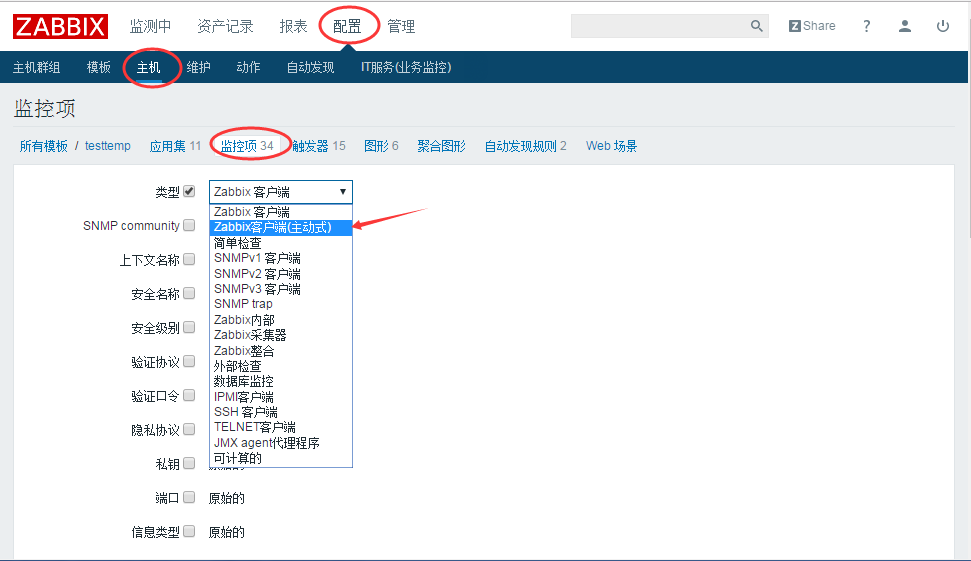 ZABBIX 监测中 资产记录 报表 配置 管理 Z Share ?
主机群组 模板 主机 维护 动作 自动发现 IT服务(业务监控)
监控项
所有模板 / testtemp 应用集 11 监控项 34 触发器 15 图形 6 聚合图形 自动发现规则 2 Web 场景
类型 Zabbix 客户端
Zabbix 客户端
SNMP community Zabbix客户端(主动式)
简单检查
上下文名称 SNMPv1 客户端
SNMPv2 客户端
安全名称 SNMPv3 客户端
SNMP trap
安全级别 Zabbix内部
Zabbix采集器
Zabbix整合
验证协议 外部检查
数据库监控
验证口令 IPMI客户端
SSH 客户端
隐私协议 TELNET客户端
JMX agent代理程序
私钥 可计算的
端口 原始的
信息类型 原始的